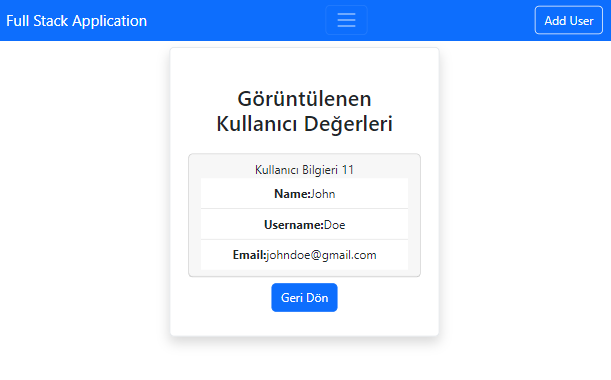 Full Stack Application
Add User
Görüntülenen
Kullanıcı Değerleri
Kullanıcı Bilgieri 11
Name:John
Username:Doe
Email:johndoe@gmail.com
Geri Dön